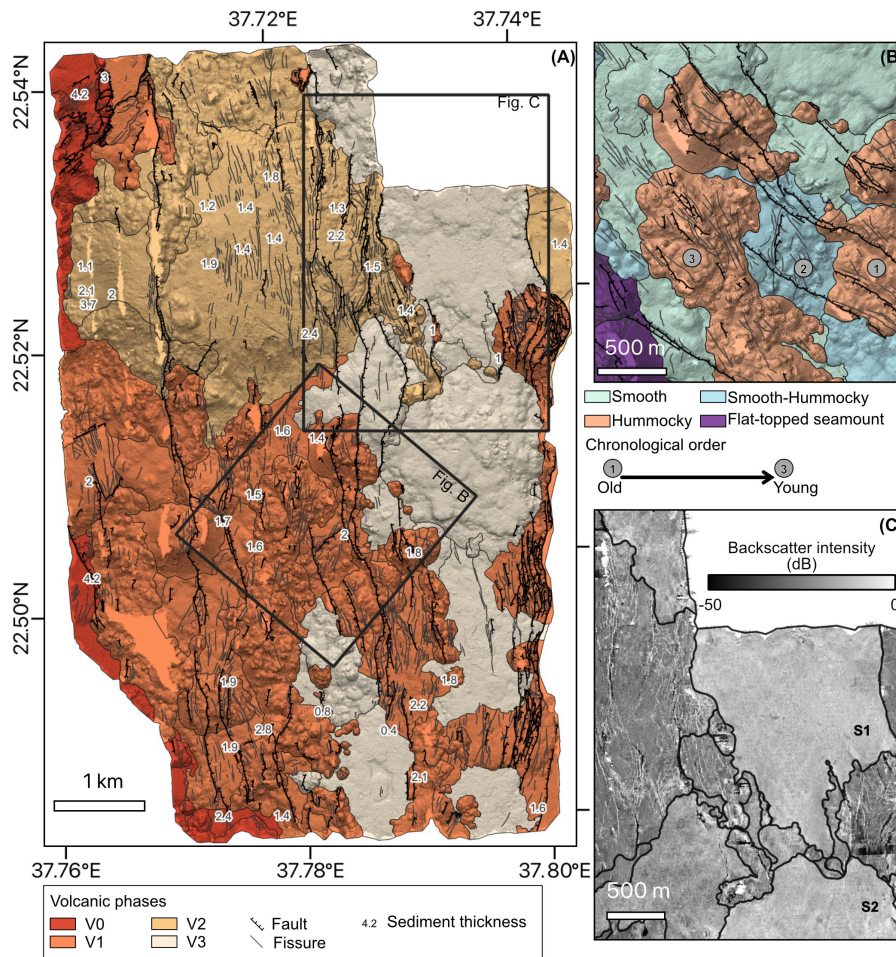 37.72°E
37.74°E
(A)
(B)
22.54°N
22.52°N
22.50°N
Fig. C
Fig. B
4.2
3
1.8
1.2
1.4
1.3
1.4
1.4
2.2
1.4
1.9
1.5
1.1
2.1
2
3.7
1.4
2.4
1
1
1.6
1.4
2
1.5
1.7
2
1.6
1.8
4.2
1.9
1.8
2.2
0.8
0.4
2.8
1.9
2.1
2.4
1.4
1.6
1 km
37.76°E
37.78°E
37.80°E
Volcanic phases
V0
V2
Fault
4.2 Sediment thickness
V1
V3
Fissure
3
2
1
500 m
Smooth
Smooth-Hummocky
Hummocky
Flat-topped seamount
Chronological order
1
3
Old
Young
(C)
Backscatter intensity
(dB)
-50
0
S1
S2
500 m